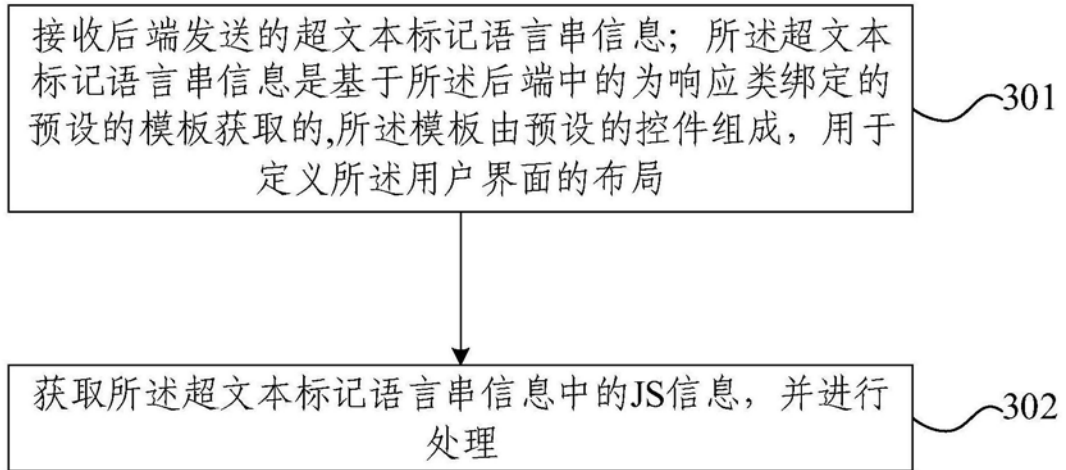 接收后端发送的超文本标记语言串信息；所述超文本
标记语言串信息是基于所述后端中的为响应类绑定的
预设的模板获取的,所述模板由预设的控件组成，用于
定义所述用户界面的布局
301
获取所述超文本标记语言串信息中的JS信息，并进行
处理
302